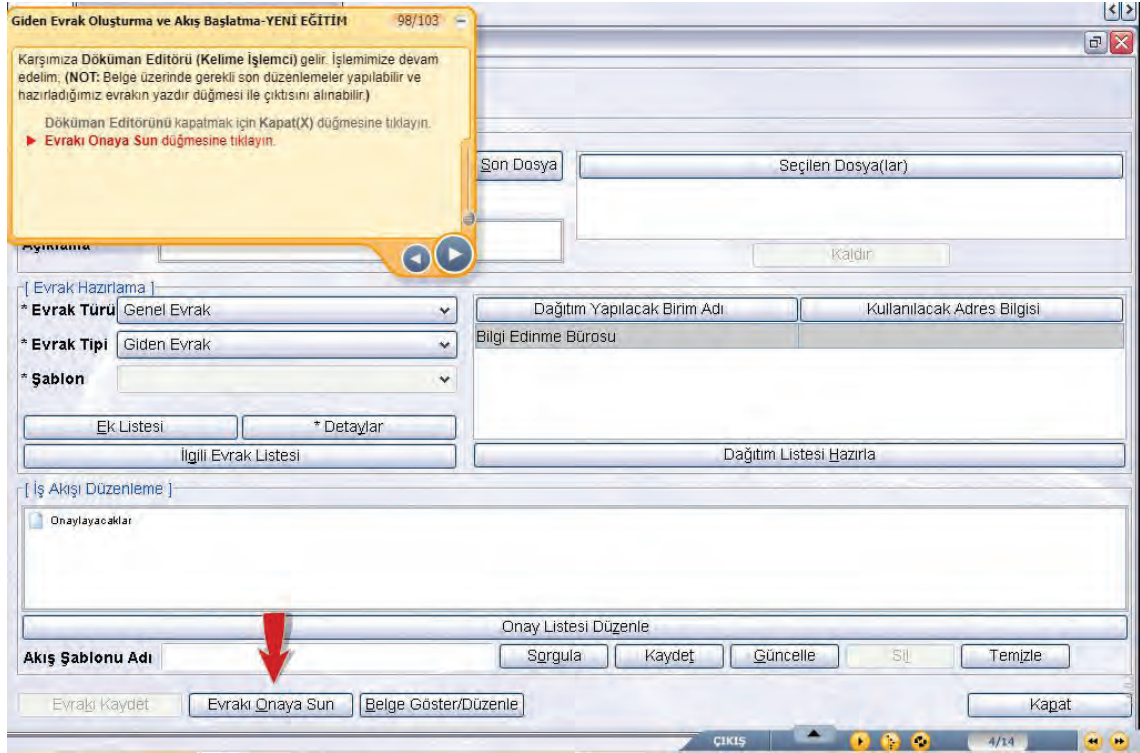 Giden Evrak Oluşturma ve Akış Başlatma-YENİ EĞİTİM 98/103
Karşımıza Döküman Editörü (Kelime İşlemci) gelir. İşlemimize devam
edelim; (NOT: Belge üzerinde gerekli son düzenlemeler yapılabilir ve
hazırladığımız evrakın yazdır düğmesi ile çıktısını alınabilir.)
Döküman Editörünü kapatmak için Kapat(X) düğmesine tıklayın.
Evrakı Onaya Sun düğmesine tıklayın.
Son Dosya
Seçilen Dosya(lar)
Açıklama
Kaldır
[ Evrak Hazırlama ]
* Evrak Türü Genel Evrak
* Evrak Tipi Giden Evrak
* Şablon
Ek Listesi * Detaylar
İlgili Evrak Listesi
Dağıtım Yapılacak Birim Adı Kullanılacak Adres Bilgisi
Bilgi Edinme Bürosu
Dağıtım Listesi Hazırla
[ İş Akışı Düzenleme ]
Onaylayacaklar
Onay Listesi Düzenle
Akış Şablonu Adı Sorgula Kaydet Güncelle Sil Temizle
Evrakı Kaydet Evrakı Onaya Sun Belge Göster/Düzenle Kapat
ÇIKIŞ 4/14